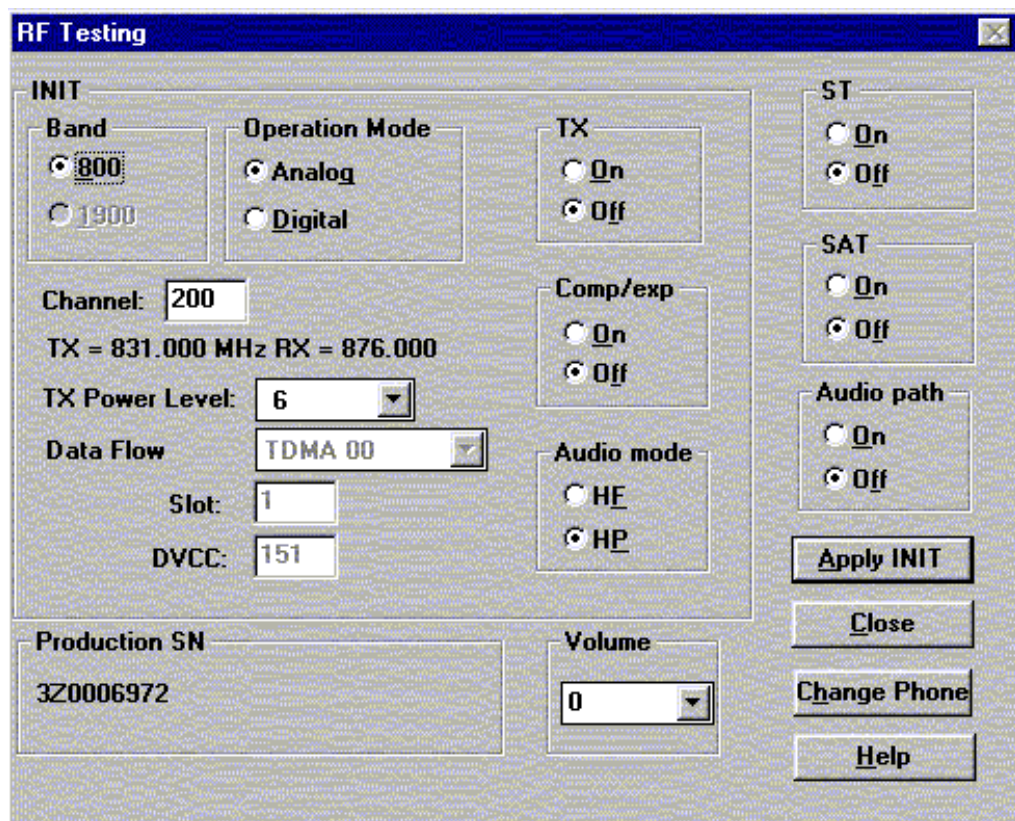 RF Testing
INIT
Band
800
1900
Operation Mode
Analog
Digital
TX
On
Off
Channel: 200
TX = 831.000 MHz RX = 876.000
TX Power Level: 6
Data Flow TDMA 00
Slot: 1
DVCC: 151
Comp/exp
On
Off
Audio mode
HF
HP
ST
On
Off
SAT
On
Off
Audio path
On
Off
Apply INIT
Close
Change Phone
Help
Production SN
3Z0006972
Volume
0